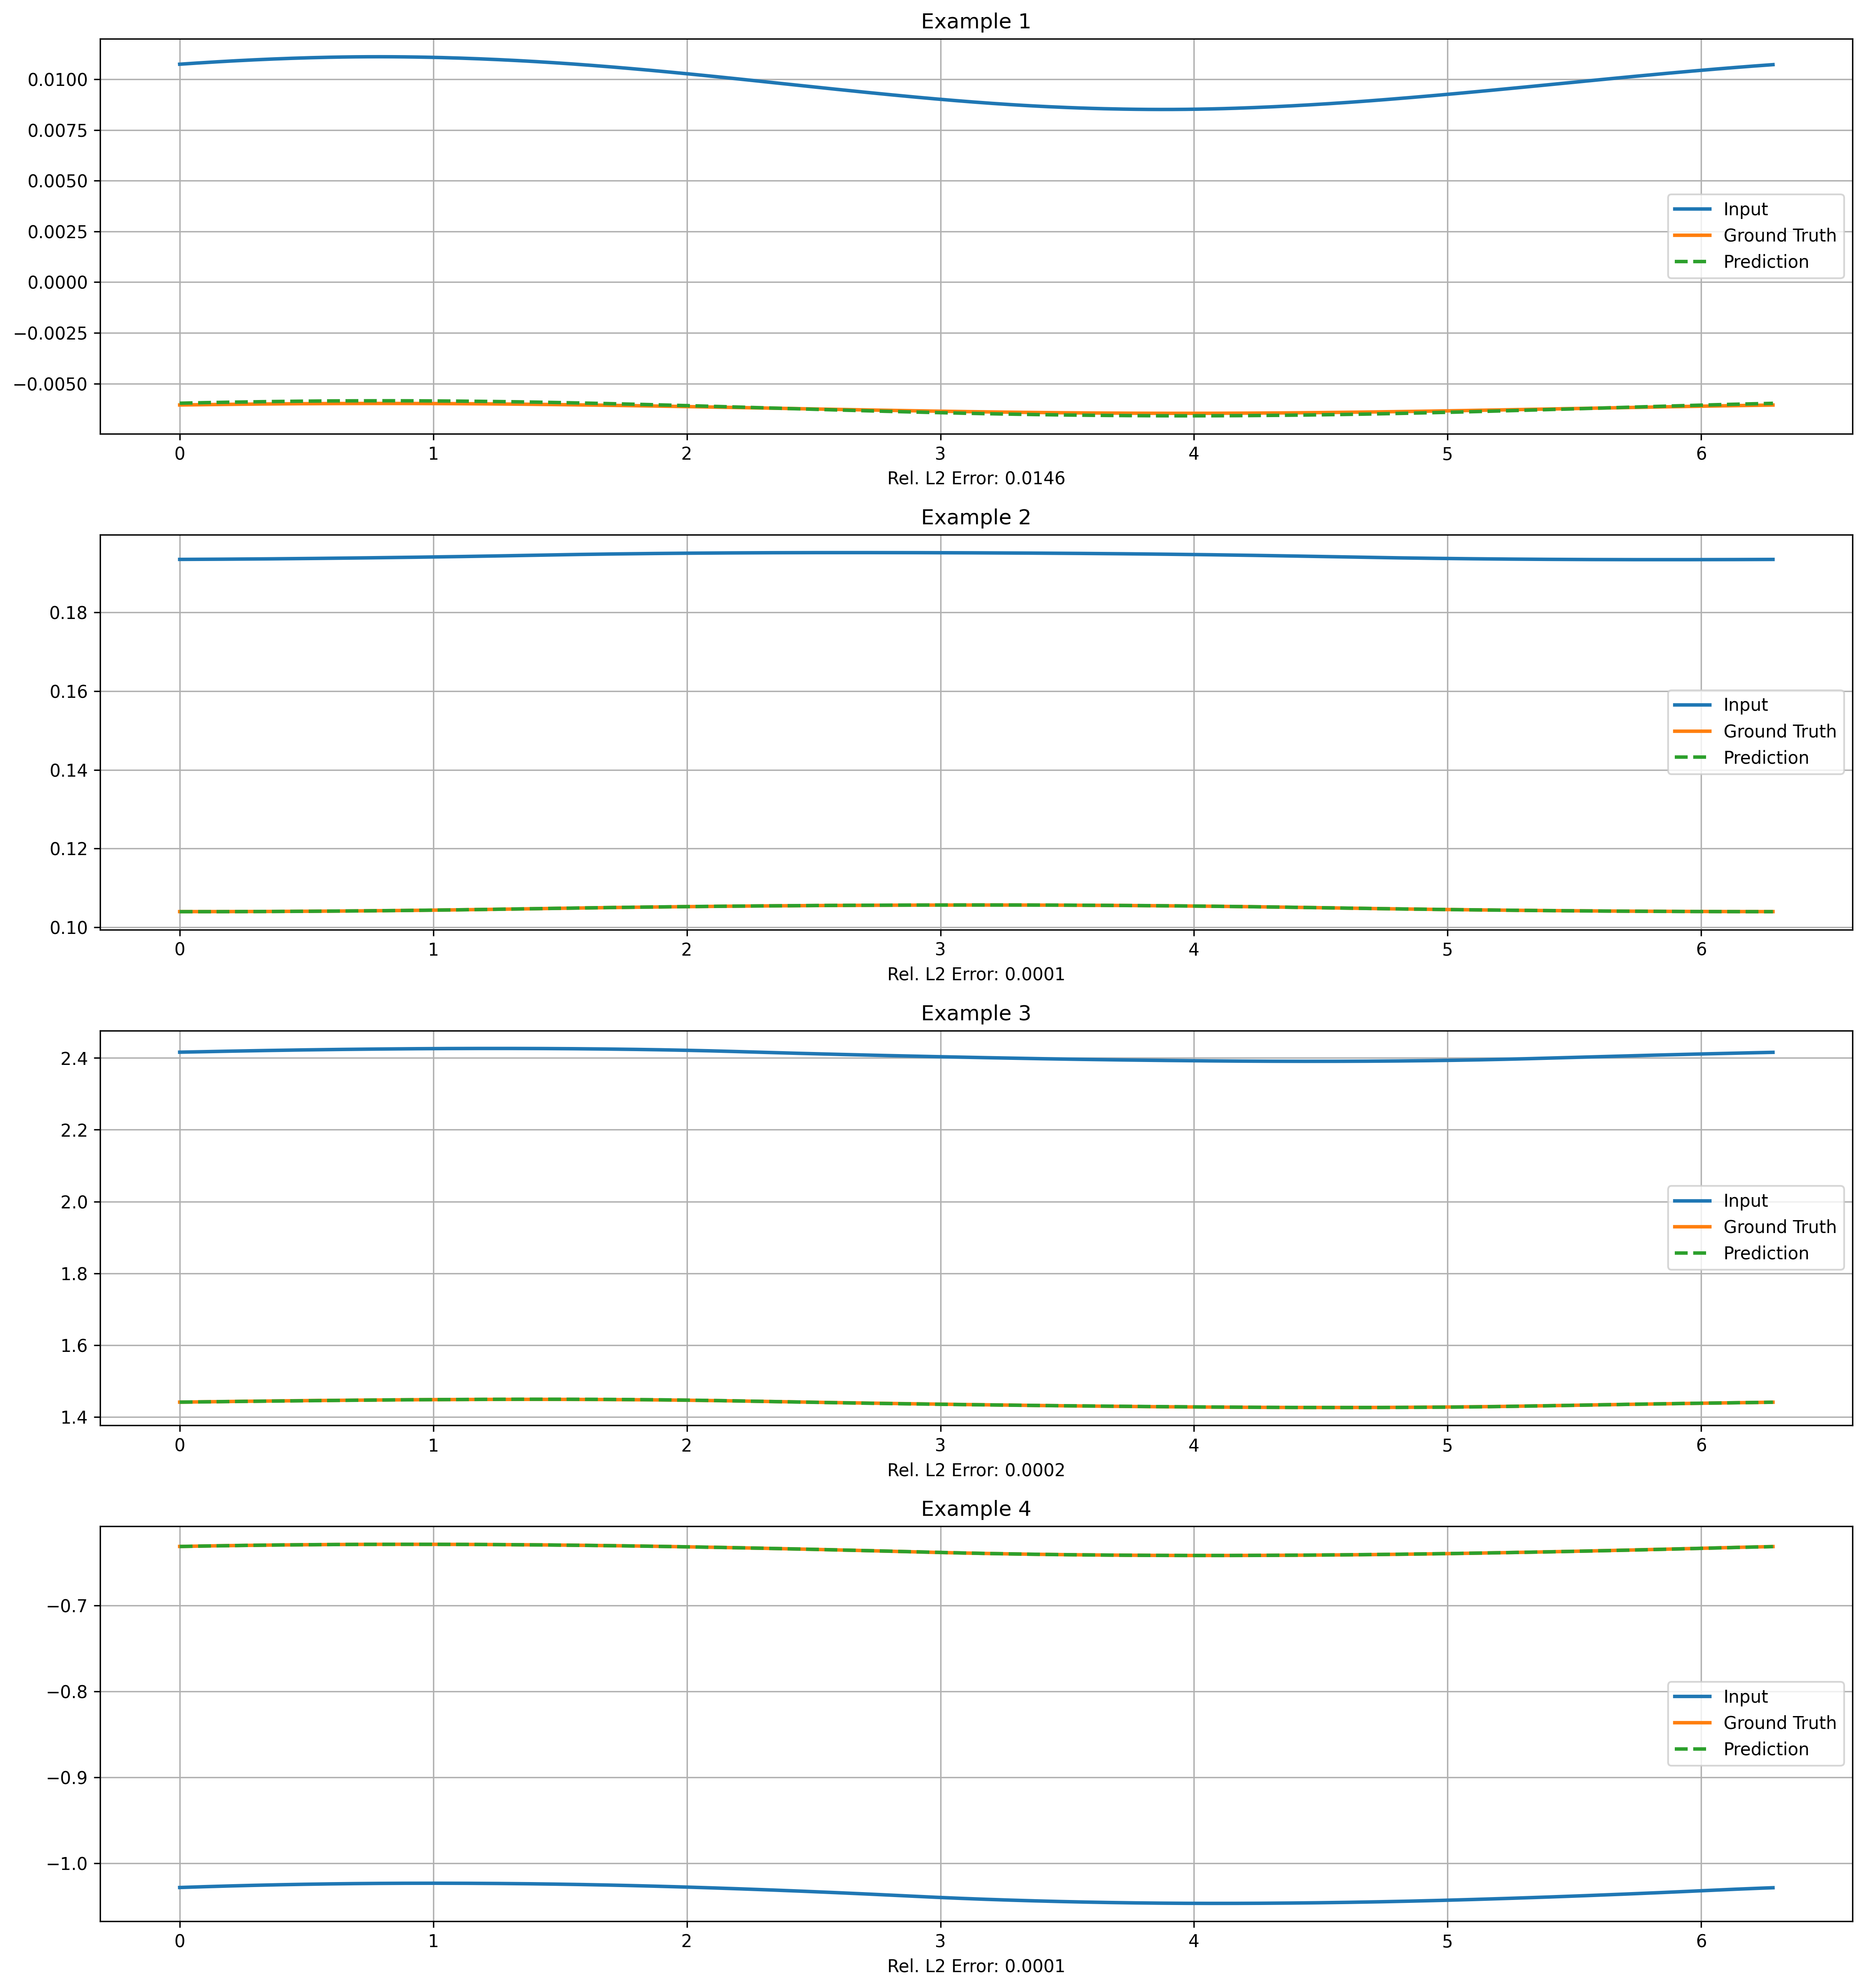 Example 1
0.0100
0.0075
0.0050
0.0025
0.0000
−0.0025
−0.0050
Input
Ground Truth
Prediction
0 1 2 3 4 5 6
Rel. L2 Error: 0.0146
Example 2
0.18
0.16
0.14
0.12
0.10
Input
Ground Truth
Prediction
0 1 2 3 4 5 6
Rel. L2 Error: 0.0001
Example 3
2.4
2.2
2.0
1.8
1.6
1.4
Input
Ground Truth
Prediction
0 1 2 3 4 5 6
Rel. L2 Error: 0.0002
Example 4
−0.7
−0.8
−0.9
−1.0
Input
Ground Truth
Prediction
0 1 2 3 4 5 6
Rel. L2 Error: 0.0001